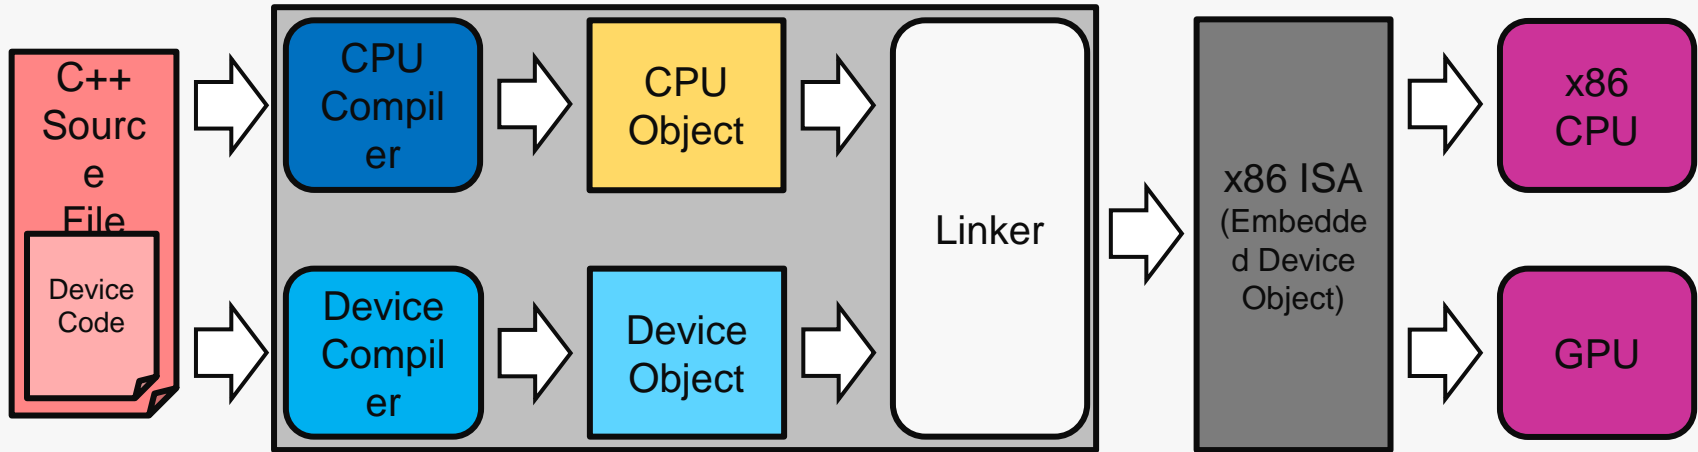 C++
Sourc
e
File
Device
Code
CPU
Compil
er
CPU
Object
Device
Compil
er
Device
Object
Linker
x86 ISA
(Embedde
d Device
Object)
x86
CPU
GPU